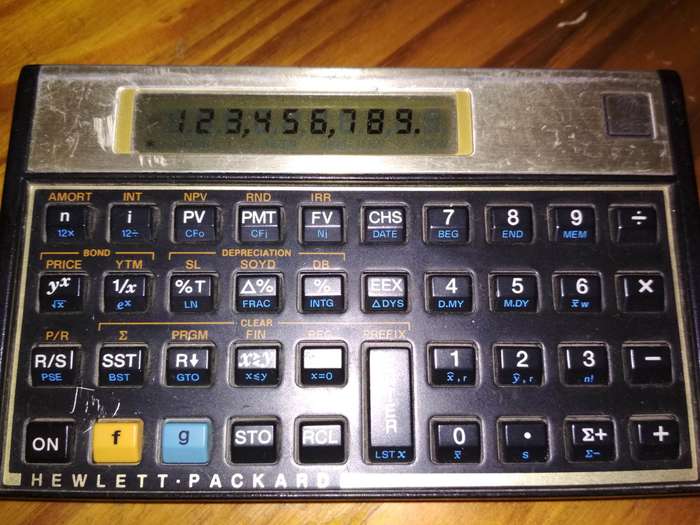 123,456,789.
AMORT INT NPV RND IRR
n i PV PMT FV CHS 7 8 9 ÷
12× 12÷ CFo CFj Nj DATE BEG END MEM
BOND DEPRECIATION
PRICE YTM SL SOYD DB
yˣ 1/x %T Δ% % EEX 4 5 6 ×
√x eˣ LN FRAC INTG ΔDYS D.MY M.DY x̄w
CLEAR
P/R Σ PRGM FIN REG PREFIX
R/S SST R↓ x≷y 1 2 3 −
PSE BST GTO x≤y x=0 x̂,r ŷ,r n!
ENTER
ON f g STO RCL 0 • Σ+ +
LST x x̄ s Σ−
HEWLETT·PACKARD